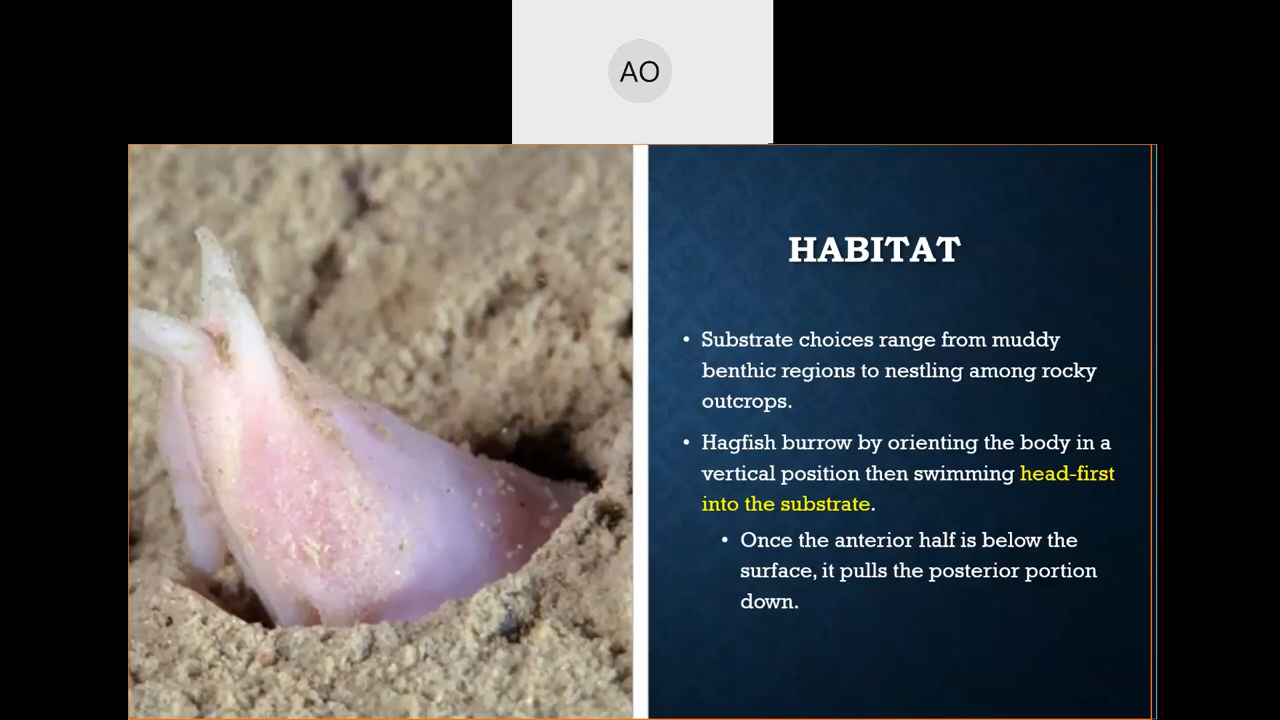 AO
HABITAT
• Substrate choices range from muddy
benthic regions to nestling among rocky
outcrops.
• Hagfish burrow by orienting the body in a
vertical position then swimming head-first
into the substrate.
• Once the anterior half is below the
surface, it pulls the posterior portion
down.